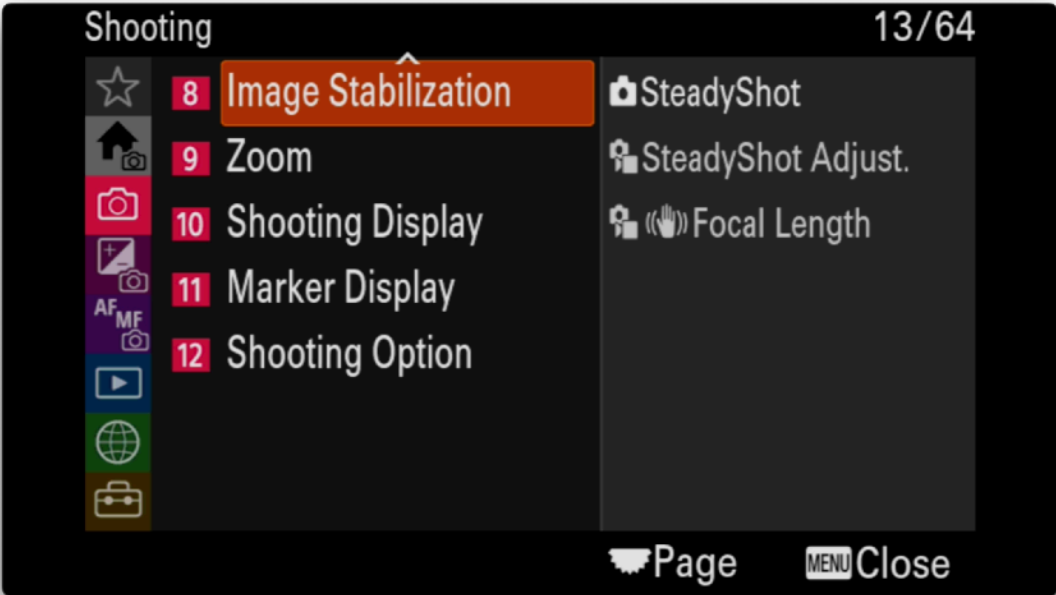 Shooting 13/64
8 Image Stabilization
9 Zoom
10 Shooting Display
11 Marker Display
12 Shooting Option
AF MF
SteadyShot
SteadyShot Adjust.
Focal Length
Page MENU Close